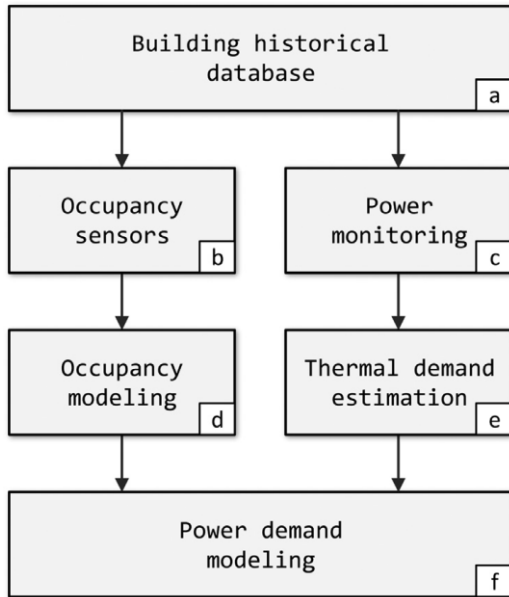 Building historical
database
a
Occupancy
sensors
b
Power
monitoring
c
Occupancy
modeling
d
Thermal demand
estimation
e
Power demand
modeling
f